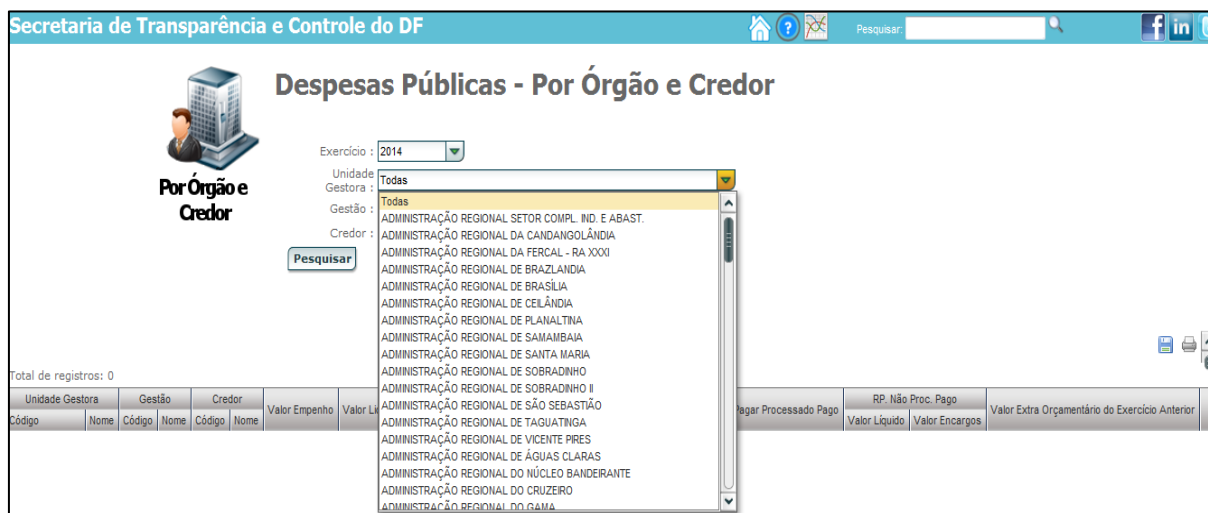 Secretaria de Transparência e Controle do DF
Pesquisar:
Despesas Públicas - Por Órgão e Credor
Por Órgão e
Credor
Exercício : 2014
Unidade
Gestora : Todas
Gestão :
Credor :
Pesquisar
Todas
ADMINISTRAÇÃO REGIONAL SETOR COMPL. IND. E ABAST.
ADMINISTRAÇÃO REGIONAL DA CANDANGOLÂNDIA
ADMINISTRAÇÃO REGIONAL DA FERCAL - RA XXXI
ADMINISTRAÇÃO REGIONAL DE BRAZLANDIA
ADMINISTRAÇÃO REGIONAL DE BRASÍLIA
ADMINISTRAÇÃO REGIONAL DE CEILÂNDIA
ADMINISTRAÇÃO REGIONAL DE PLANALTINA
ADMINISTRAÇÃO REGIONAL DE SAMAMBAIA
ADMINISTRAÇÃO REGIONAL DE SANTA MARIA
ADMINISTRAÇÃO REGIONAL DE SOBRADINHO
ADMINISTRAÇÃO REGIONAL DE SOBRADINHO II
ADMINISTRAÇÃO REGIONAL DE SÃO SEBASTIÃO
ADMINISTRAÇÃO REGIONAL DE TAGUATINGA
ADMINISTRAÇÃO REGIONAL DE VICENTE PIRES
ADMINISTRAÇÃO REGIONAL DE ÁGUAS CLARAS
ADMINISTRAÇÃO REGIONAL DO NÚCLEO BANDEIRANTE
ADMINISTRAÇÃO REGIONAL DO CRUZEIRO
ADMINISTRAÇÃO REGIONAL DO GAMA
Total de registros: 0
Unidade Gestora Gestão Credor Valor Empenho Valor Pagar Processado Pago RP. Não Proc. Pago Valor Extra Orçamentário do Exercício Anterior
Código Nome Código Nome Código Nome Valor Líquido Valor Encargos